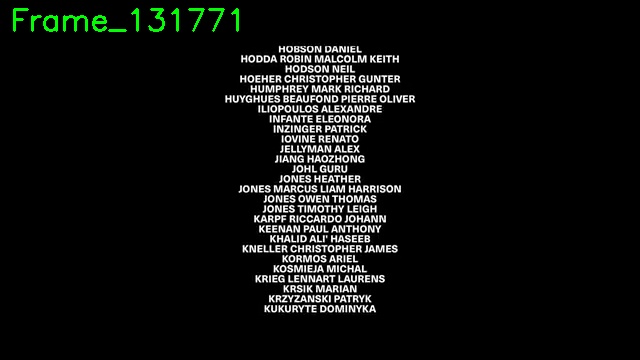 Frame_131771
HOBSON DANIEL
HODDA ROBIN MALCOLM KEITH
HODSON NEIL
HOEHER CHRISTOPHER GUNTER
HUMPHREY MARK RICHARD
HUYGHUES BEAUFOND PIERRE OLIVER
ILIOPOULOS ALEXANDRE
INFANTE ELEONORA
INZINGER PATRICK
IOVINE RENATO
JELLYMAN ALEX
JIANG HAOZHONG
JOHL GURU
JONES HEATHER
JONES MARCUS LIAM HARRISON
JONES OWEN THOMAS
JONES TIMOTHY LEIGH
KARPF RICCARDO JOHANN
KEENAN PAUL ANTHONY
KHALID ALI' HASEEB
KNELLER CHRISTOPHER JAMES
KORMOS ARIEL
KOSMIEJA MICHAL
KRIEG LENNART LAURENS
KRSIK MARIAN
KRZYZANSKI PATRYK
KUKURYTE DOMINYKA